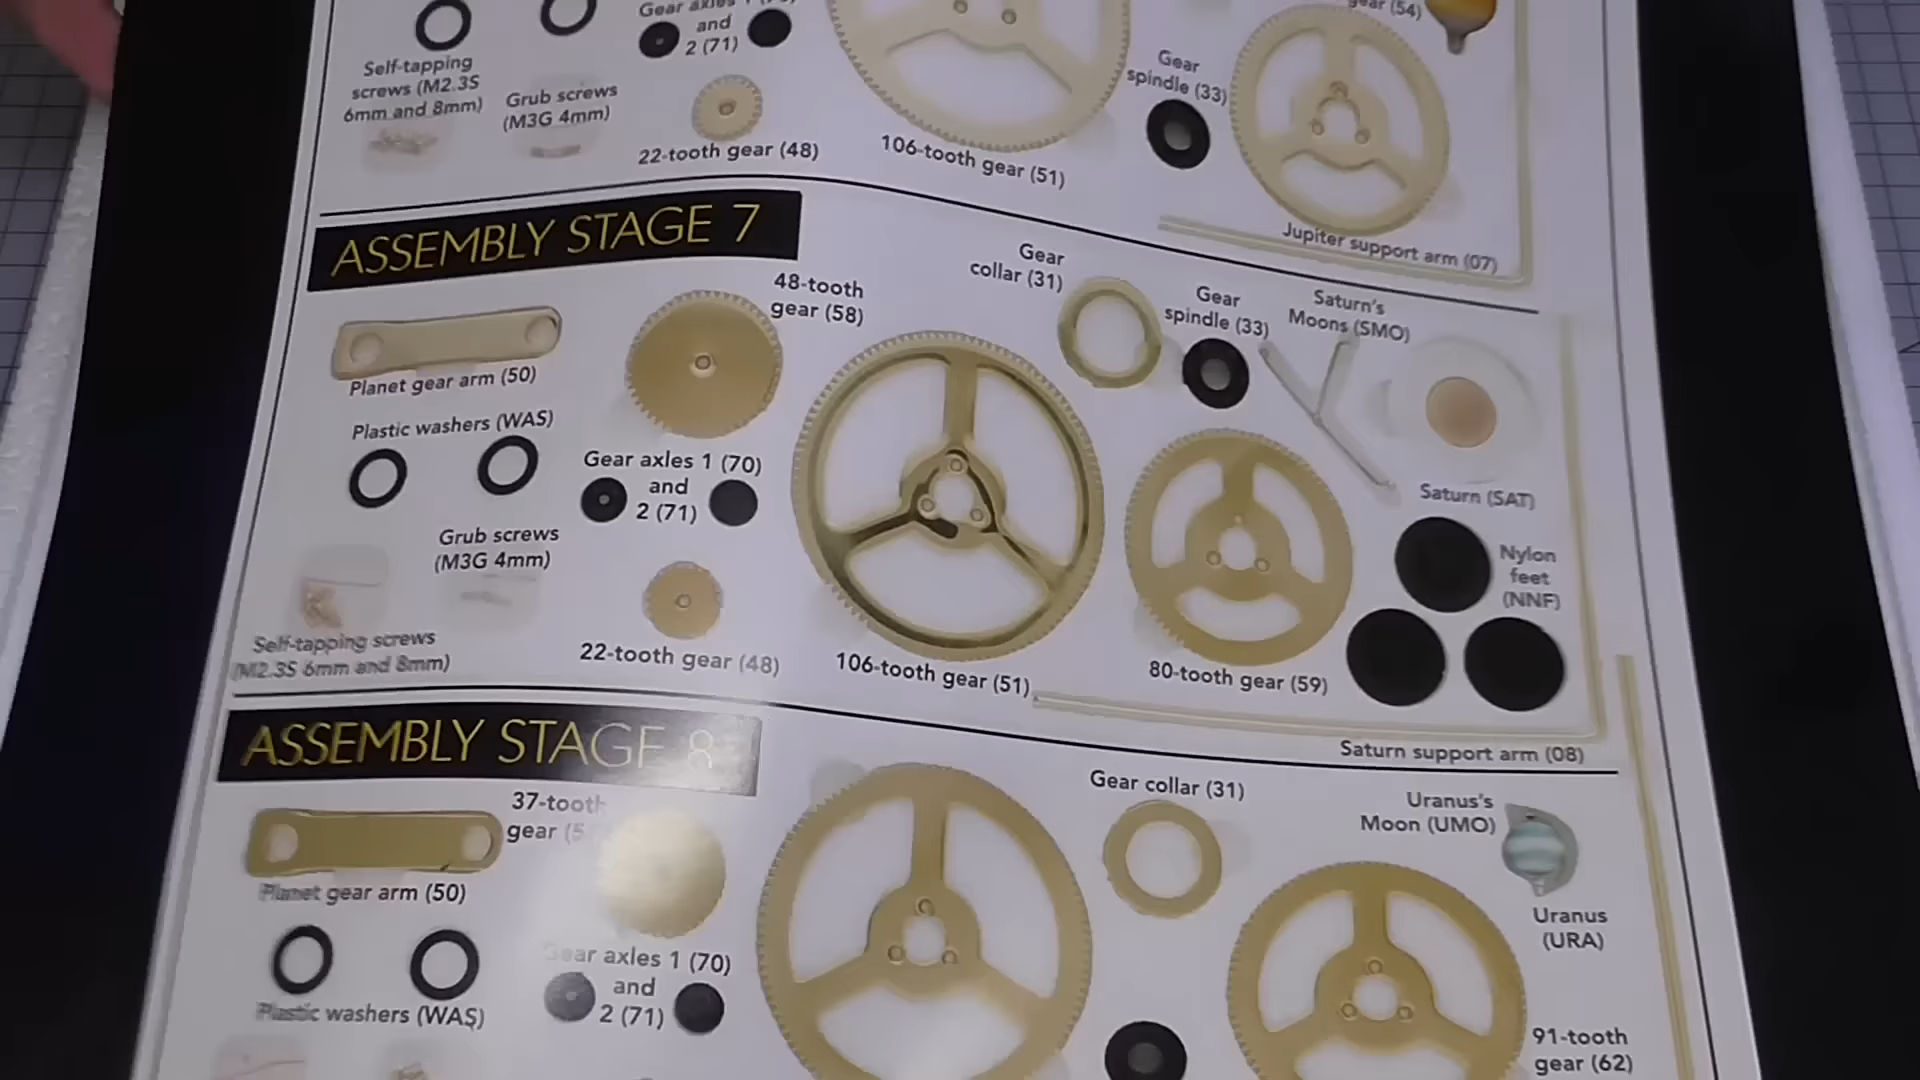 Gear axles 1
and
2 (71)
gear (54)
Self-tapping
screws (M2.3S
6mm and 8mm)
Grub screws
(M3G 4mm)
22-tooth gear (48)
106-tooth gear (51)
Gear
spindle (33)
Jupiter support arm (07)
ASSEMBLY STAGE 7
Planet gear arm (50)
48-tooth
gear (58)
Gear
collar (31)
Gear
spindle (33)
Saturn's
Moons (SMO)
Plastic washers (WAS)
Gear axles 1 (70)
and
2 (71)
Saturn (SAT)
Grub screws
(M3G 4mm)
Nylon
feet
(NNF)
Self-tapping screws
(M2.3S 6mm and 8mm)
22-tooth gear (48)
106-tooth gear (51)
80-tooth gear (59)
Saturn support arm (08)
ASSEMBLY STAGE 8
37-tooth
gear
Gear collar (31)
Uranus's
Moon (UMO)
Planet gear arm (50)
Uranus
(URA)
Gear axles 1 (70)
and
2 (71)
Plastic washers (WAS)
91-tooth
gear (62)